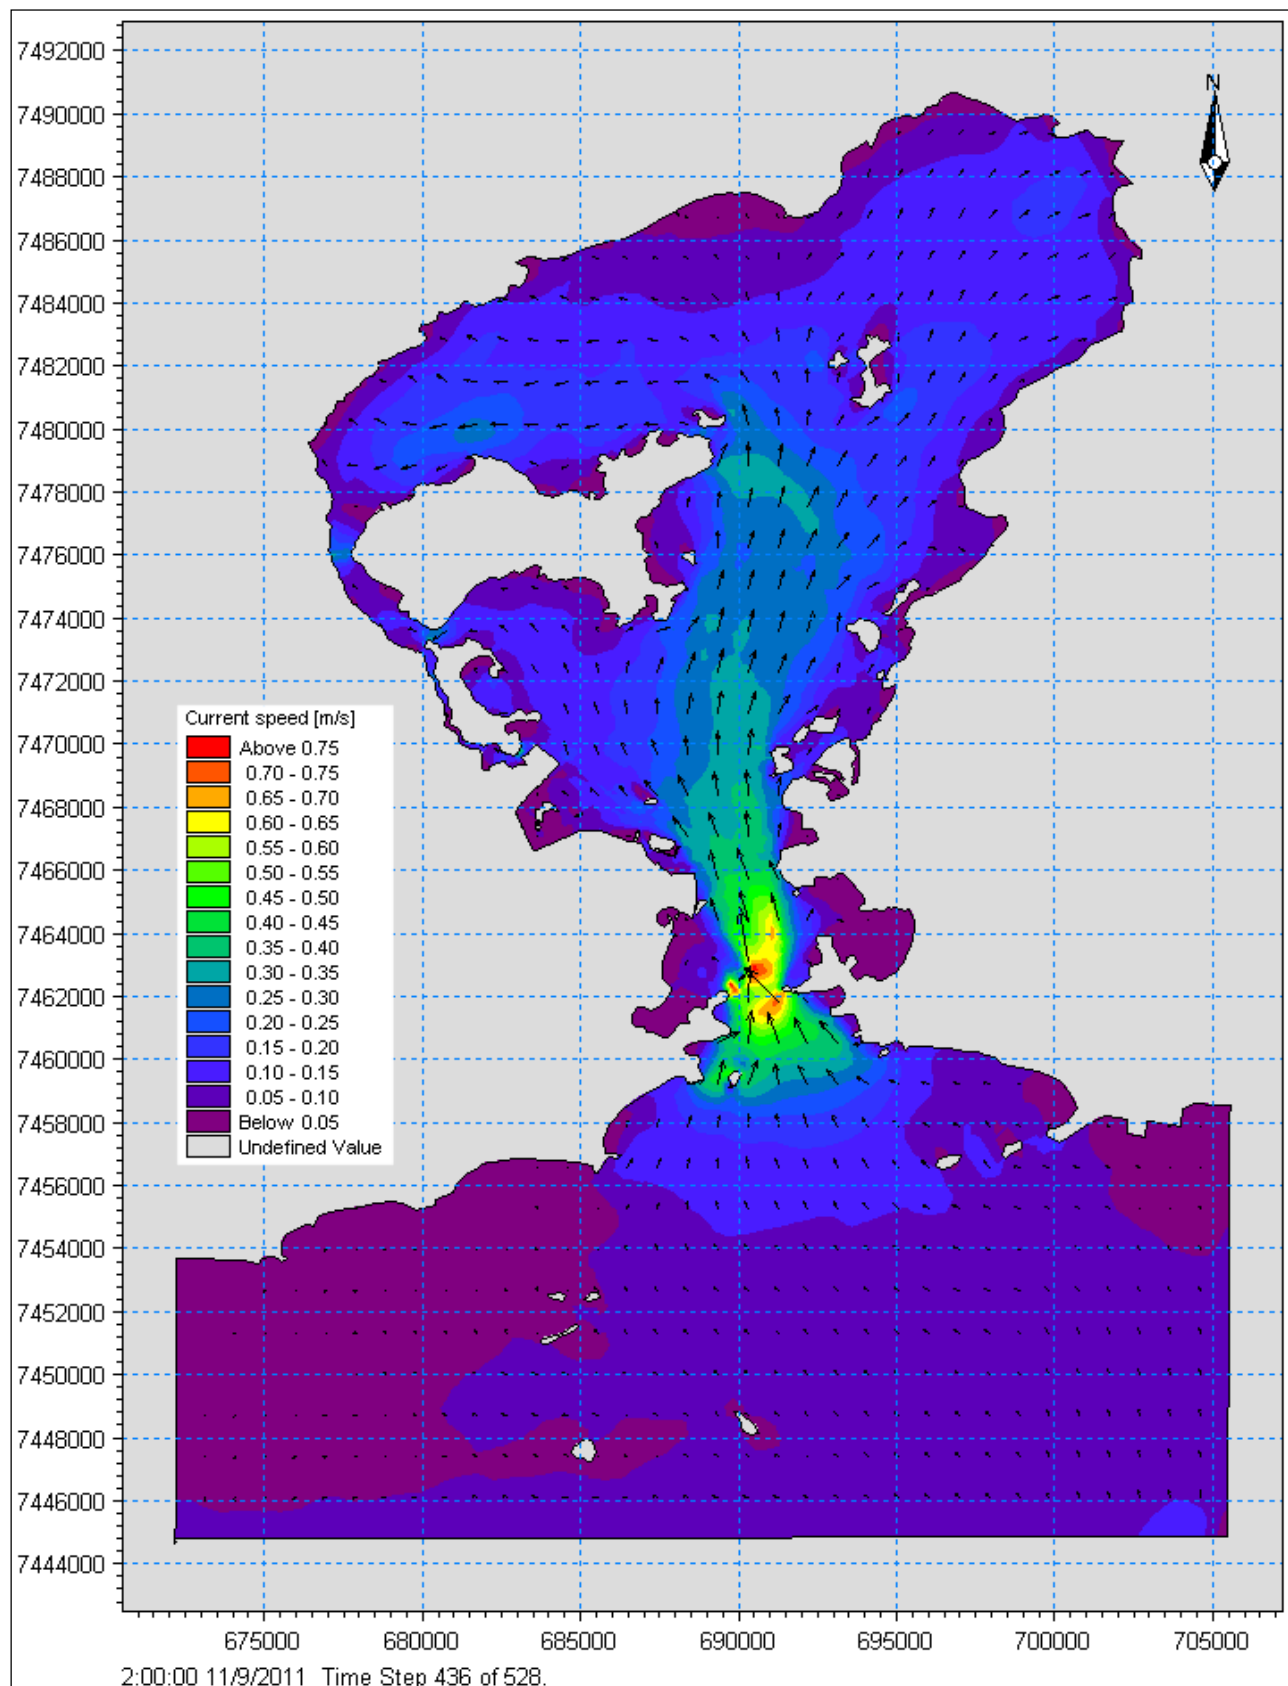 N
7492000
7490000
7488000
7486000
7484000
7482000
7480000
7478000
7476000
7474000
7472000
7470000
7468000
7466000
7464000
7462000
7460000
7458000
7456000
7454000
7452000
7450000
7448000
7446000
7444000
Current speed [m/s]
Above 0.75
0.70 - 0.75
0.65 - 0.70
0.60 - 0.65
0.55 - 0.60
0.50 - 0.55
0.45 - 0.50
0.40 - 0.45
0.35 - 0.40
0.30 - 0.35
0.25 - 0.30
0.20 - 0.25
0.15 - 0.20
0.10 - 0.15
0.05 - 0.10
Below 0.05
Undefined Value
675000 680000 685000 690000 695000 700000 705000
2:00:00 11/9/2011 Time Step 436 of 528.